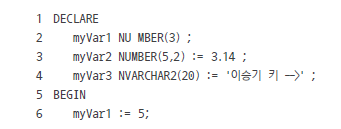 1 DECLARE
2 myVar1 NU MBER(3) ;
3 myVar2 NUMBER(5,2) := 3.14 ;
4 myVar3 NVARCHAR2(20) := '이승기 키 —>' ;
5 BEGIN
6 myVar1 := 5;